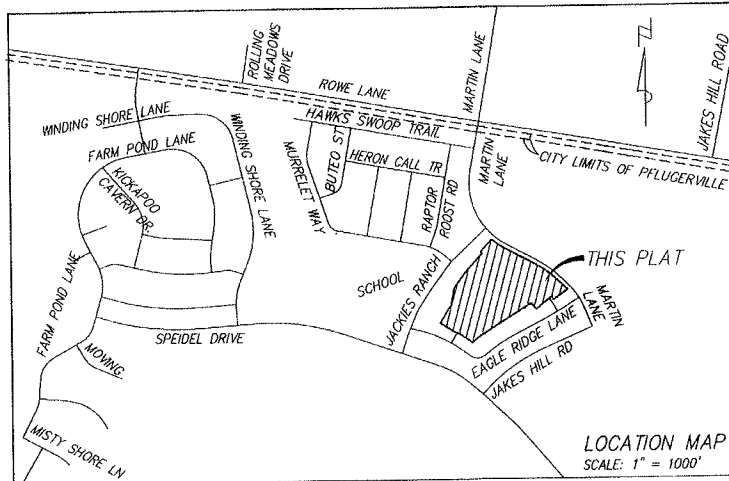 ROLLING
MEADOWS
DRIVE
ROWE LANE
MARTIN LANE
JAKES HILL ROAD
N
WINDING SHORE LANE
HAWKS SWOOP TRAIL
FARM POND LANE
WINDING SHORE LANE
MURRELET WAY
BUTEO ST
HERON CALL TR
MARTIN
LANE
CITY LIMITS OF PFLUGERVILLE
KICKAPOO
CAVERN DR.
RAPTOR
ROOST RD
THIS PLAT
SCHOOL
JACKIES RANCH
MARTIN
LANE
FARM POND LANE
SPEIDEL DRIVE
EAGLE RIDGE LANE
JAKES HILL RD
MOVING
MISTY SHORE LN
LOCATION MAP
SCALE: 1" = 1000'